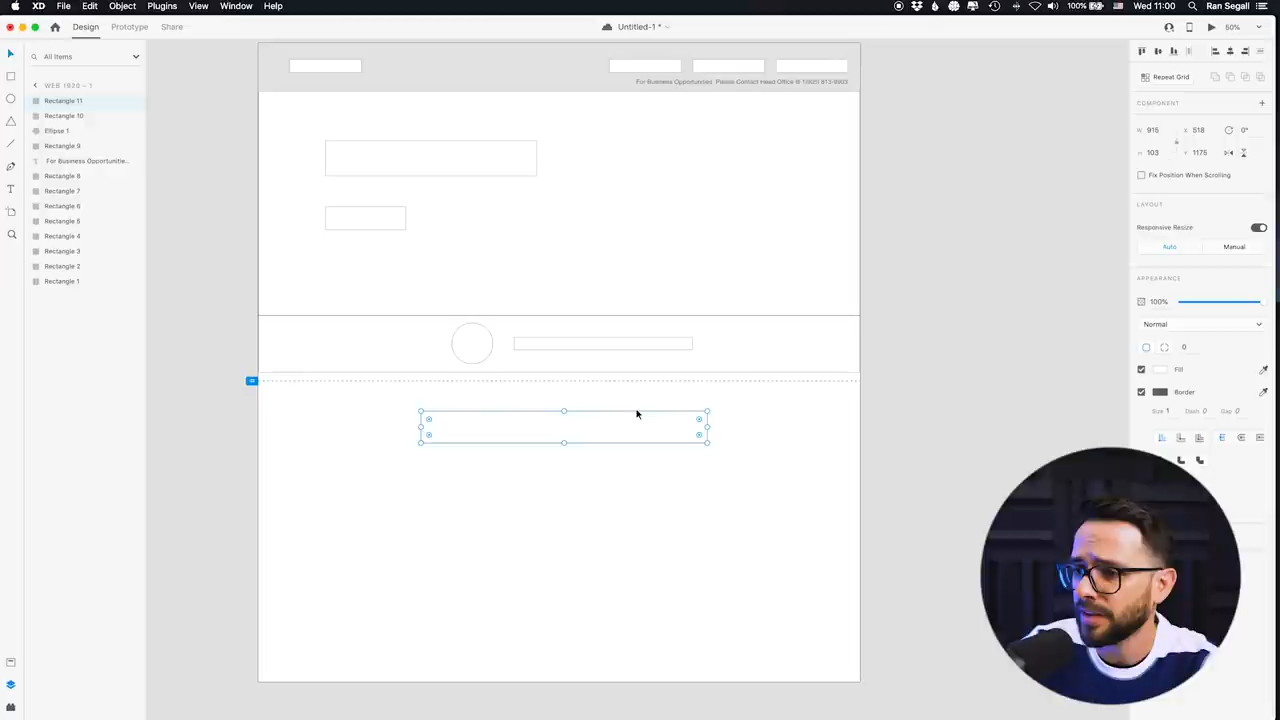 XD File Edit Object Plugins View Window Help
100% Wed 11:00 Ran Segall
Design Prototype Share
Untitled-1 *
50%
All Items
WEB 1920 – 1
Rectangle 11
Rectangle 10
Ellipse 1
Rectangle 9
For Business Opportunitie...
Rectangle 8
Rectangle 7
Rectangle 6
Rectangle 5
Rectangle 4
Rectangle 3
Rectangle 2
Rectangle 1
For Business Opportunities Please Contact Head Office @
Repeat Grid
COMPONENT
W 915 X 518 0°
H 103 Y 1175
Fix Position When Scrolling
LAYOUT
Responsive Resize
Auto Manual
APPEARANCE
100%
Normal
0
Fill
Border
Size 1 Dash 0 Gap 0